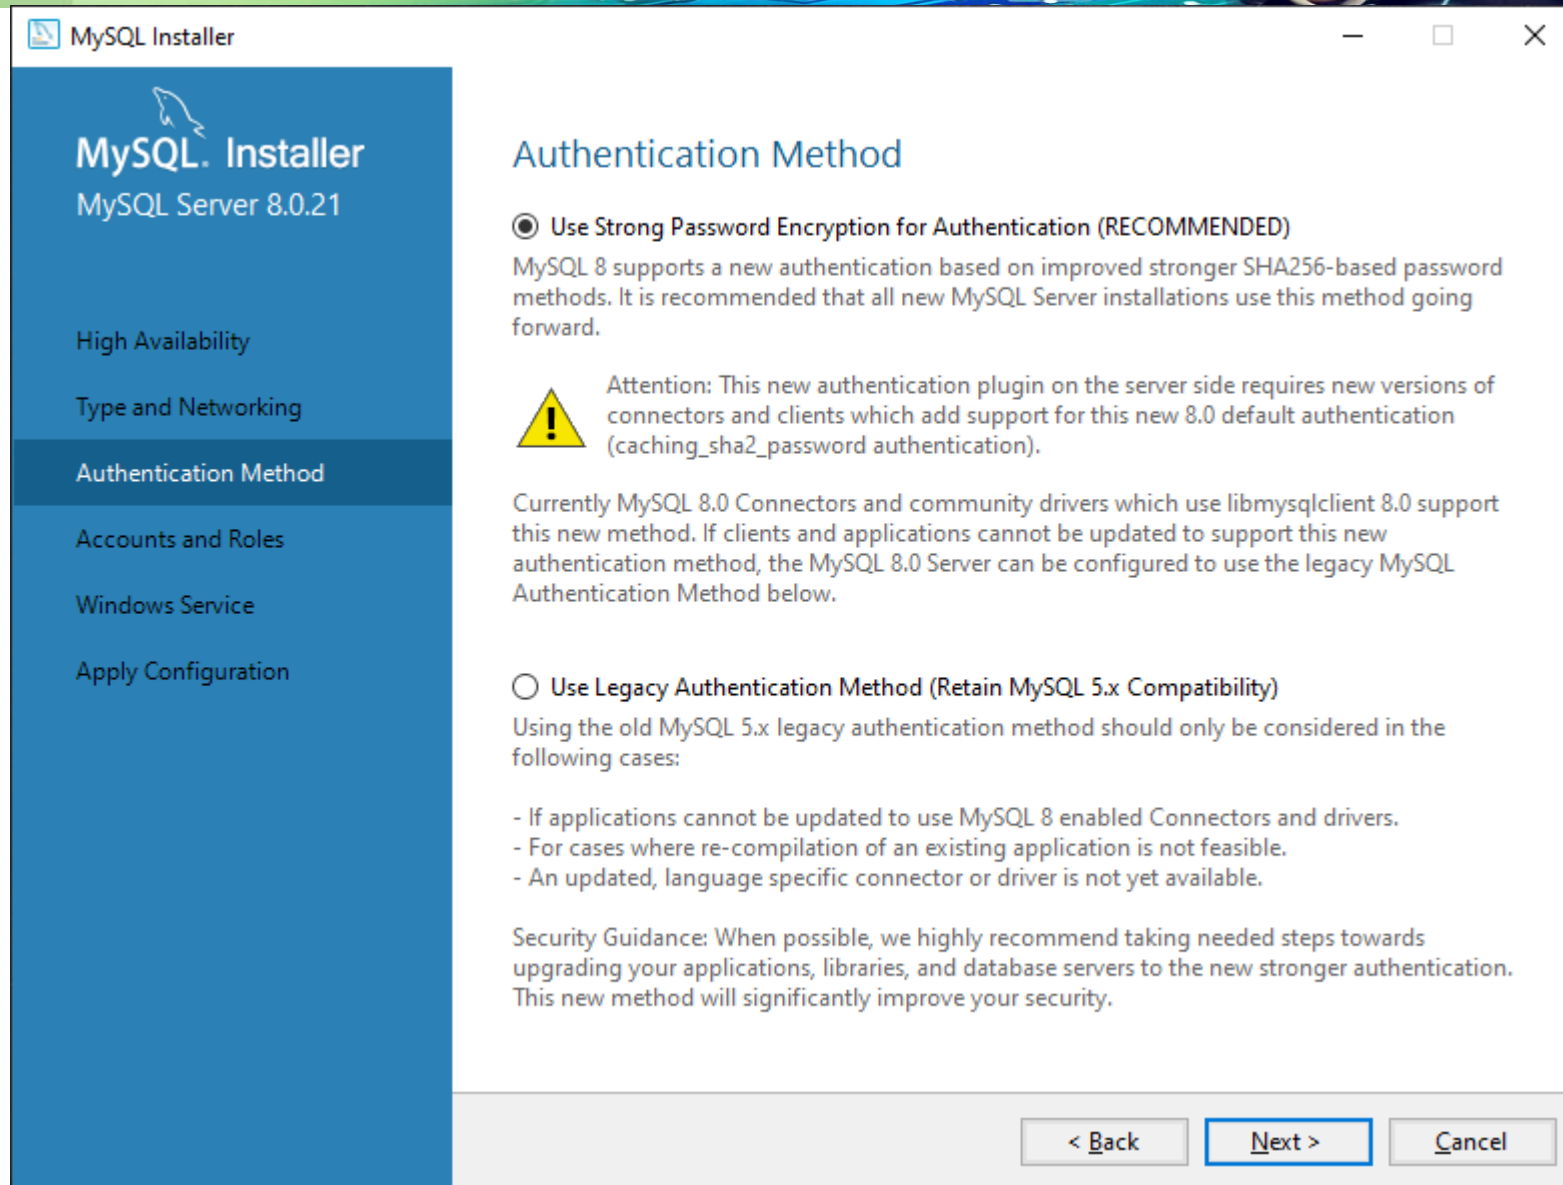 MySQL Installer
MySQL. Installer
MySQL Server 8.0.21
High Availability
Type and Networking
Authentication Method
Accounts and Roles
Windows Service
Apply Configuration
Authentication Method
Use Strong Password Encryption for Authentication (RECOMMENDED)
MySQL 8 supports a new authentication based on improved stronger SHA256-based password
methods. It is recommended that all new MySQL Server installations use this method going
forward.
Attention: This new authentication plugin on the server side requires new versions of
connectors and clients which add support for this new 8.0 default authentication
(caching_sha2_password authentication).
Currently MySQL 8.0 Connectors and community drivers which use libmysqlclient 8.0 support
this new method. If clients and applications cannot be updated to support this new
authentication method, the MySQL 8.0 Server can be configured to use the legacy MySQL
Authentication Method below.
Use Legacy Authentication Method (Retain MySQL 5.x Compatibility)
Using the old MySQL 5.x legacy authentication method should only be considered in the
following cases:
- If applications cannot be updated to use MySQL 8 enabled Connectors and drivers.
- For cases where re-compilation of an existing application is not feasible.
- An updated, language specific connector or driver is not yet available.
Security Guidance: When possible, we highly recommend taking needed steps towards
upgrading your applications, libraries, and database servers to the new stronger authentication.
This new method will significantly improve your security.
< Back
Next >
Cancel